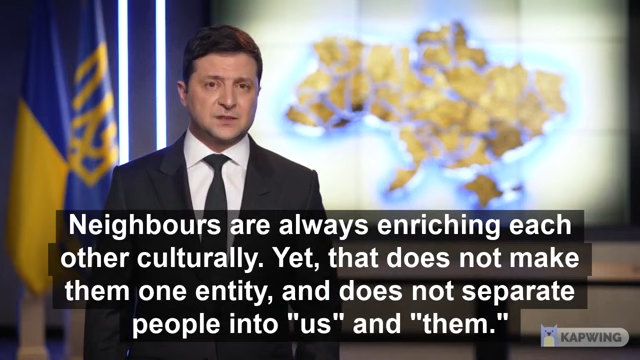 Neighbours are always enriching each
other culturally. Yet, that does not make
them one entity, and does not separate
people into "us" and "them."
KAPWING